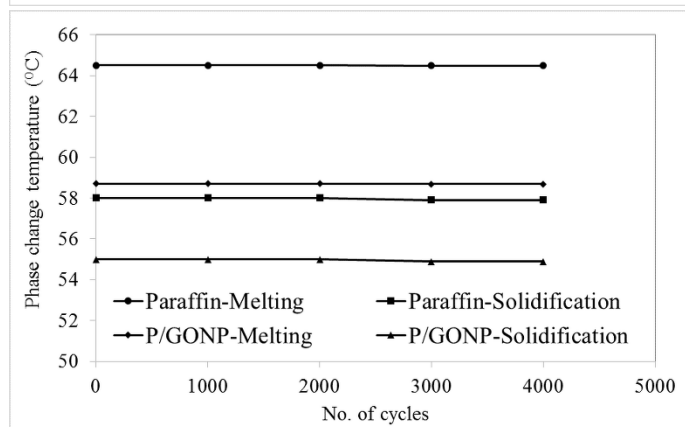 66
64
62
60
58
56
54
52
50
Phase change temperature (⁰C)
Paraffin-Melting
Paraffin-Solidification
P/GONP-Melting
P/GONP-Solidification
0
1000
2000
3000
4000
5000
No. of cycles